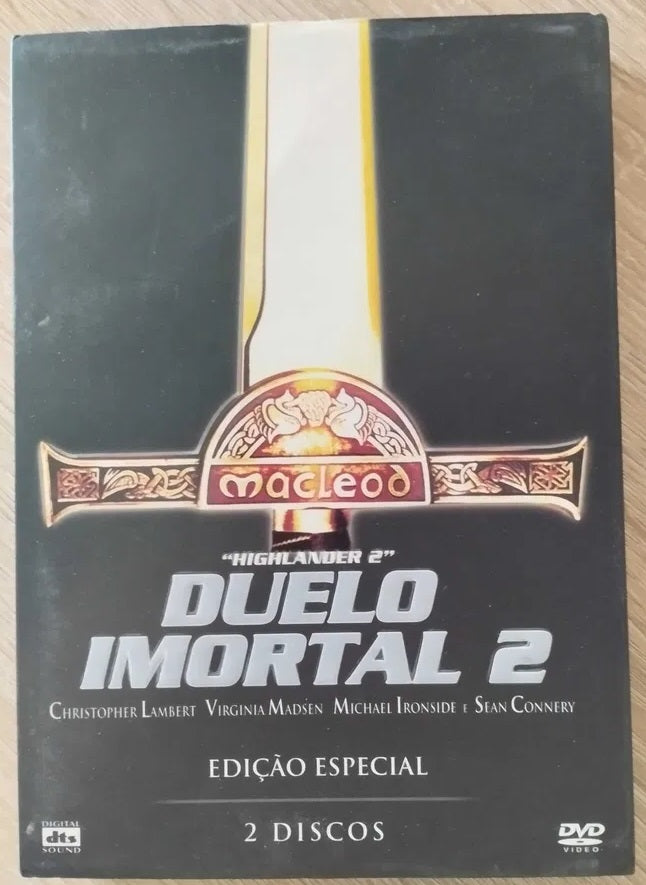 macleod
"HIGHLANDER 2"
DUELO
IMORTAL 2
CHRISTOPHER LAMBERT VIRGINIA MADSEN MICHAEL IRONSIDE E SEAN CONNERY
EDIÇÃO ESPECIAL
2 DISCOS
DIGITAL
dts
SOUND
DVD
VIDEO